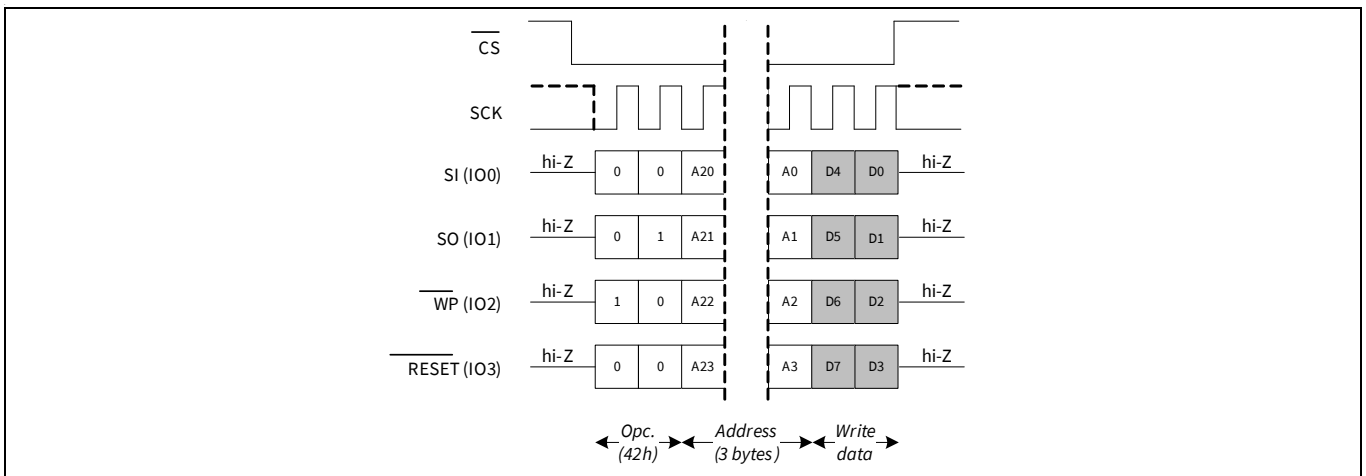 CS
SCK
SI (IO0) hi-Z 0 0 A20 A0 D4 D0 hi-Z
SO (IO1) hi-Z 0 1 A21 A1 D5 D1 hi-Z
WP (IO2) hi-Z 1 0 A22 A2 D6 D2 hi-Z
RESET (IO3) hi-Z 0 0 A23 A3 D7 D3 hi-Z
Opc. Address Write
(42h) (3 bytes) data